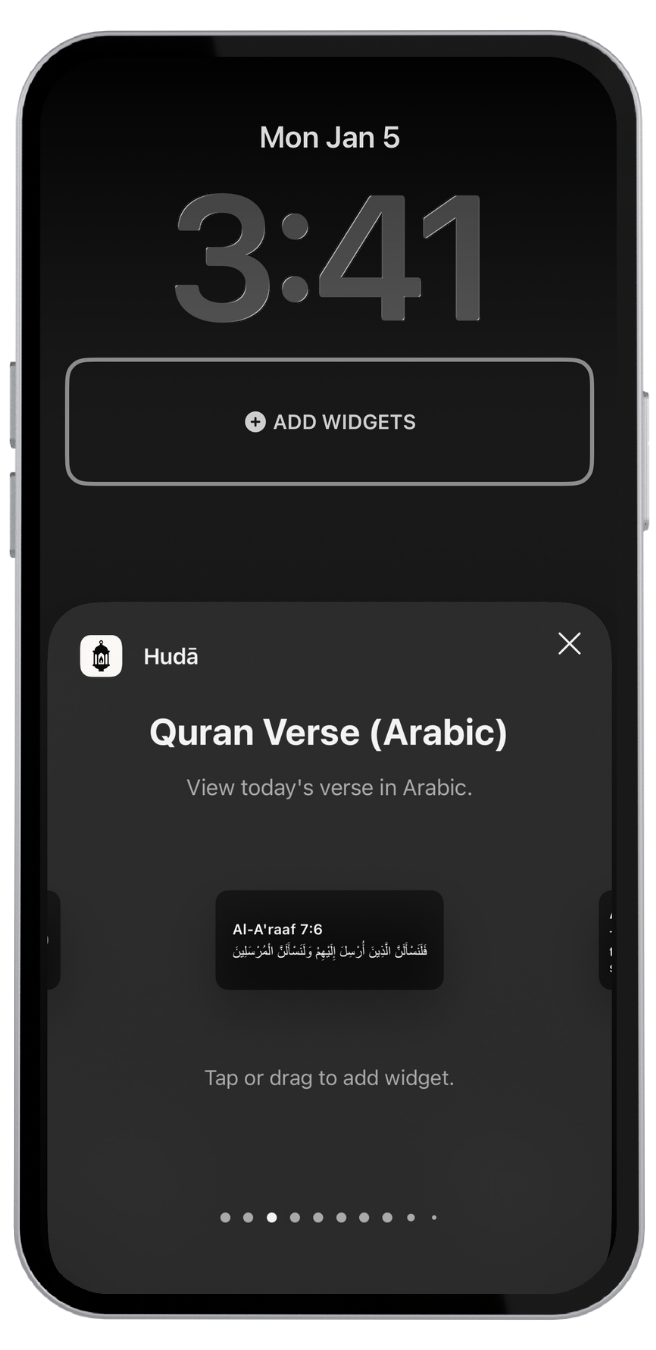 Mon Jan 5
3:41
ADD WIDGETS
Hudā
Quran Verse (Arabic)
View today's verse in Arabic.
Al-A'raaf 7:6
فَلَنَسْأَلَنَّ الَّذِينَ أُرْسِلَ إِلَيْهِمْ وَلَنَسْأَلَنَّ الْمُرْسَلِينَ
Tap or drag to add widget.